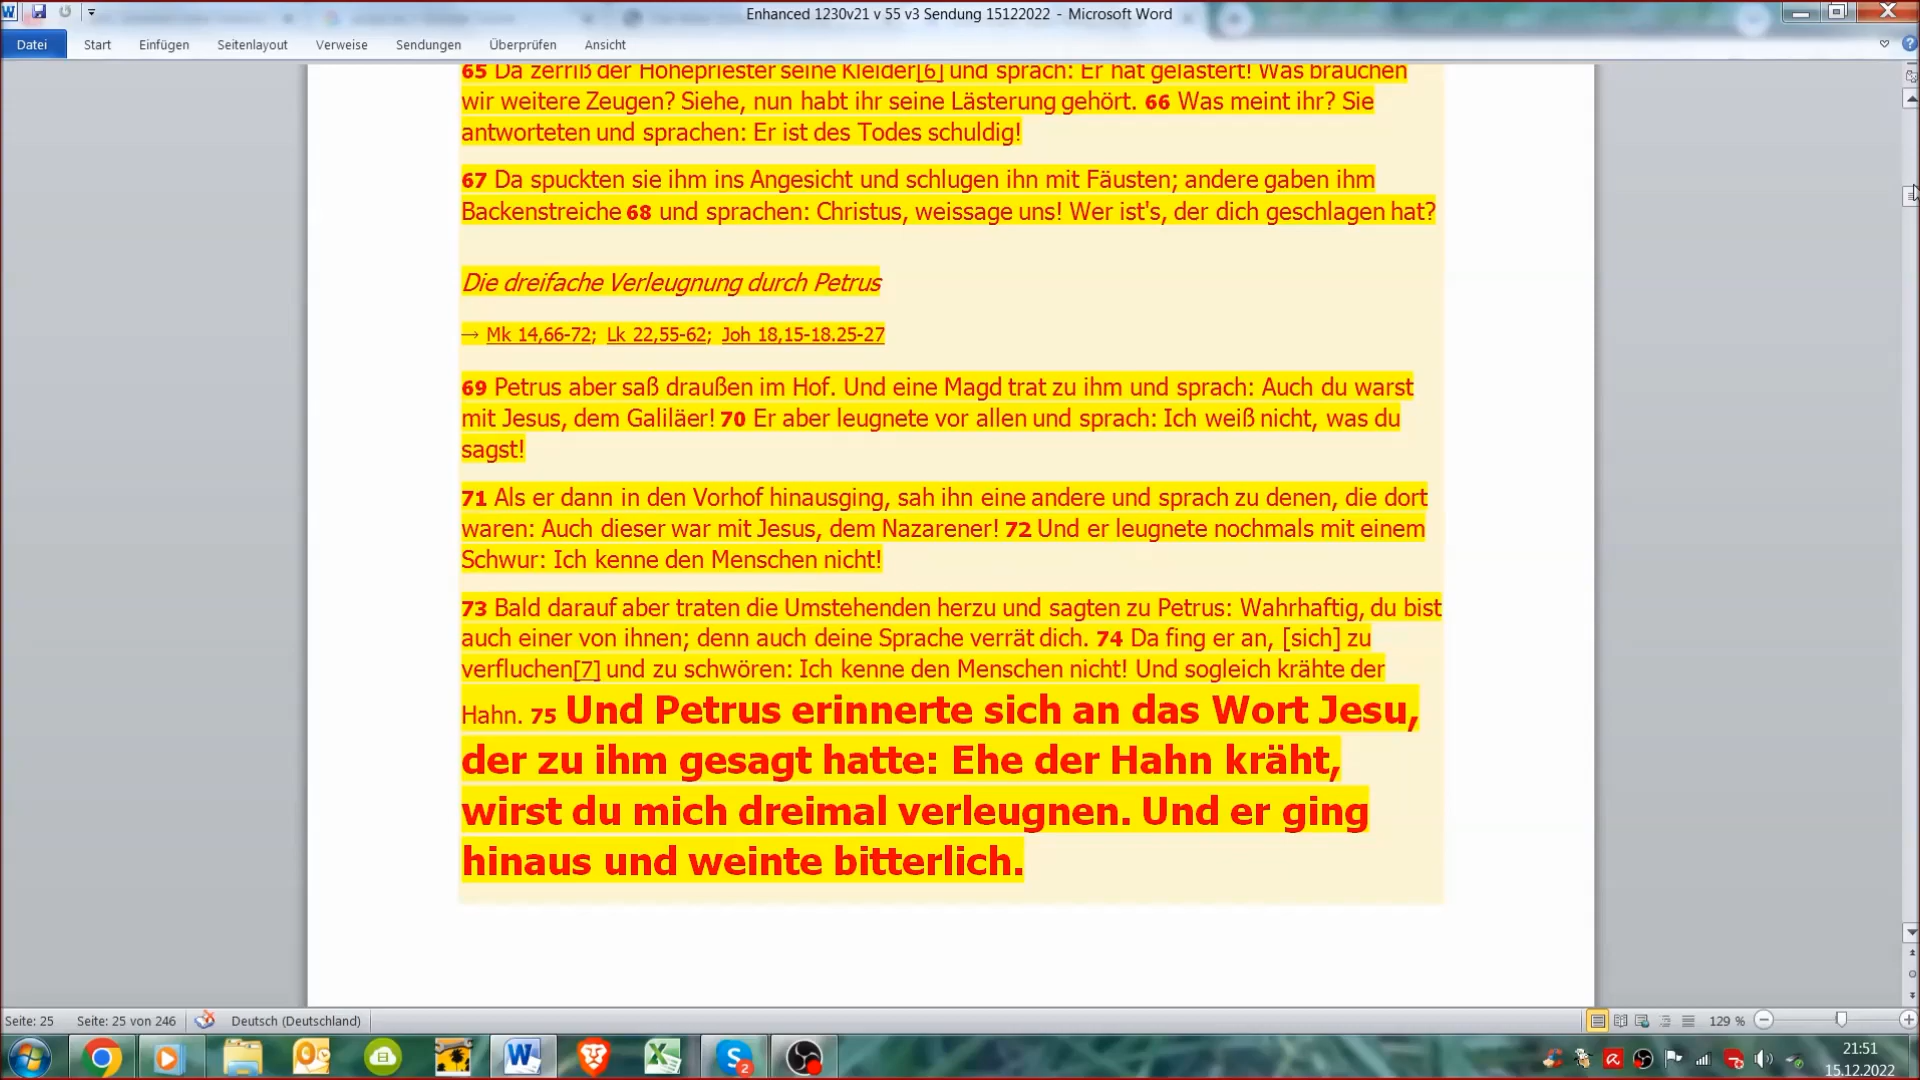 Enhanced 1230v21 v 55 v3 Sendung 15122022 - Microsoft Word
Datei Start Einfügen Seitenlayout Verweise Sendungen Überprüfen Ansicht
65 Da zerriß der Hohepriester seine Kleider[6] und sprach: Er hat gelästert! Was brauchen
wir weitere Zeugen? Siehe, nun habt ihr seine Lästerung gehört. 66 Was meint ihr? Sie
antworteten und sprachen: Er ist des Todes schuldig!
67 Da spuckten sie ihm ins Angesicht und schlugen ihn mit Fäusten; andere gaben ihm
Backenstreiche 68 und sprachen: Christus, weissage uns! Wer ist's, der dich geschlagen hat?
Die dreifache Verleugnung durch Petrus
→ Mk 14,66-72; Lk 22,55-62; Joh 18,15-18.25-27
69 Petrus aber saß draußen im Hof. Und eine Magd trat zu ihm und sprach: Auch du warst
mit Jesus, dem Galiläer! 70 Er aber leugnete vor allen und sprach: Ich weiß nicht, was du
sagst!
71 Als er dann in den Vorhof hinausging, sah ihn eine andere und sprach zu denen, die dort
waren: Auch dieser war mit Jesus, dem Nazarener! 72 Und er leugnete nochmals mit einem
Schwur: Ich kenne den Menschen nicht!
73 Bald darauf aber traten die Umstehenden herzu und sagten zu Petrus: Wahrhaftig, du bist
auch einer von ihnen; denn auch deine Sprache verrät dich. 74 Da fing er an, [sich] zu
verfluchen[7] und zu schwören: Ich kenne den Menschen nicht! Und sogleich krähte der
Hahn. 75 Und Petrus erinnerte sich an das Wort Jesu,
der zu ihm gesagt hatte: Ehe der Hahn kräht,
wirst du mich dreimal verleugnen. Und er ging
hinaus und weinte bitterlich.
Seite: 25 Seite: 25 von 246 Deutsch (Deutschland) 129 %
21:51
15.12.2022